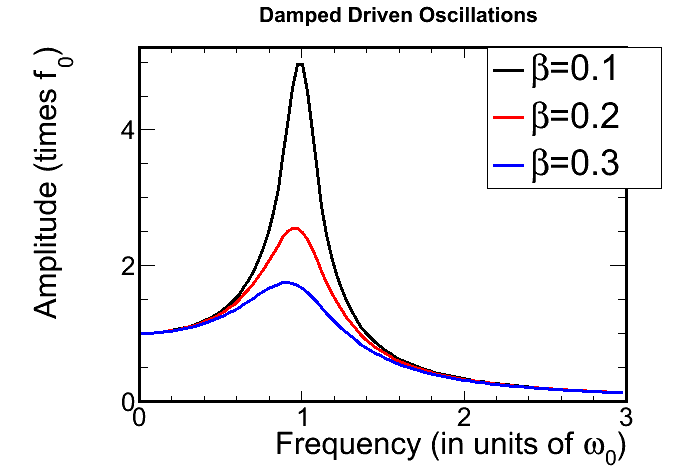 Damped Driven Oscillations
Amplitude (times f₀)
4
2
0
β=0.1
β=0.2
β=0.3
0 1 2 3
Frequency (in units of ω₀)